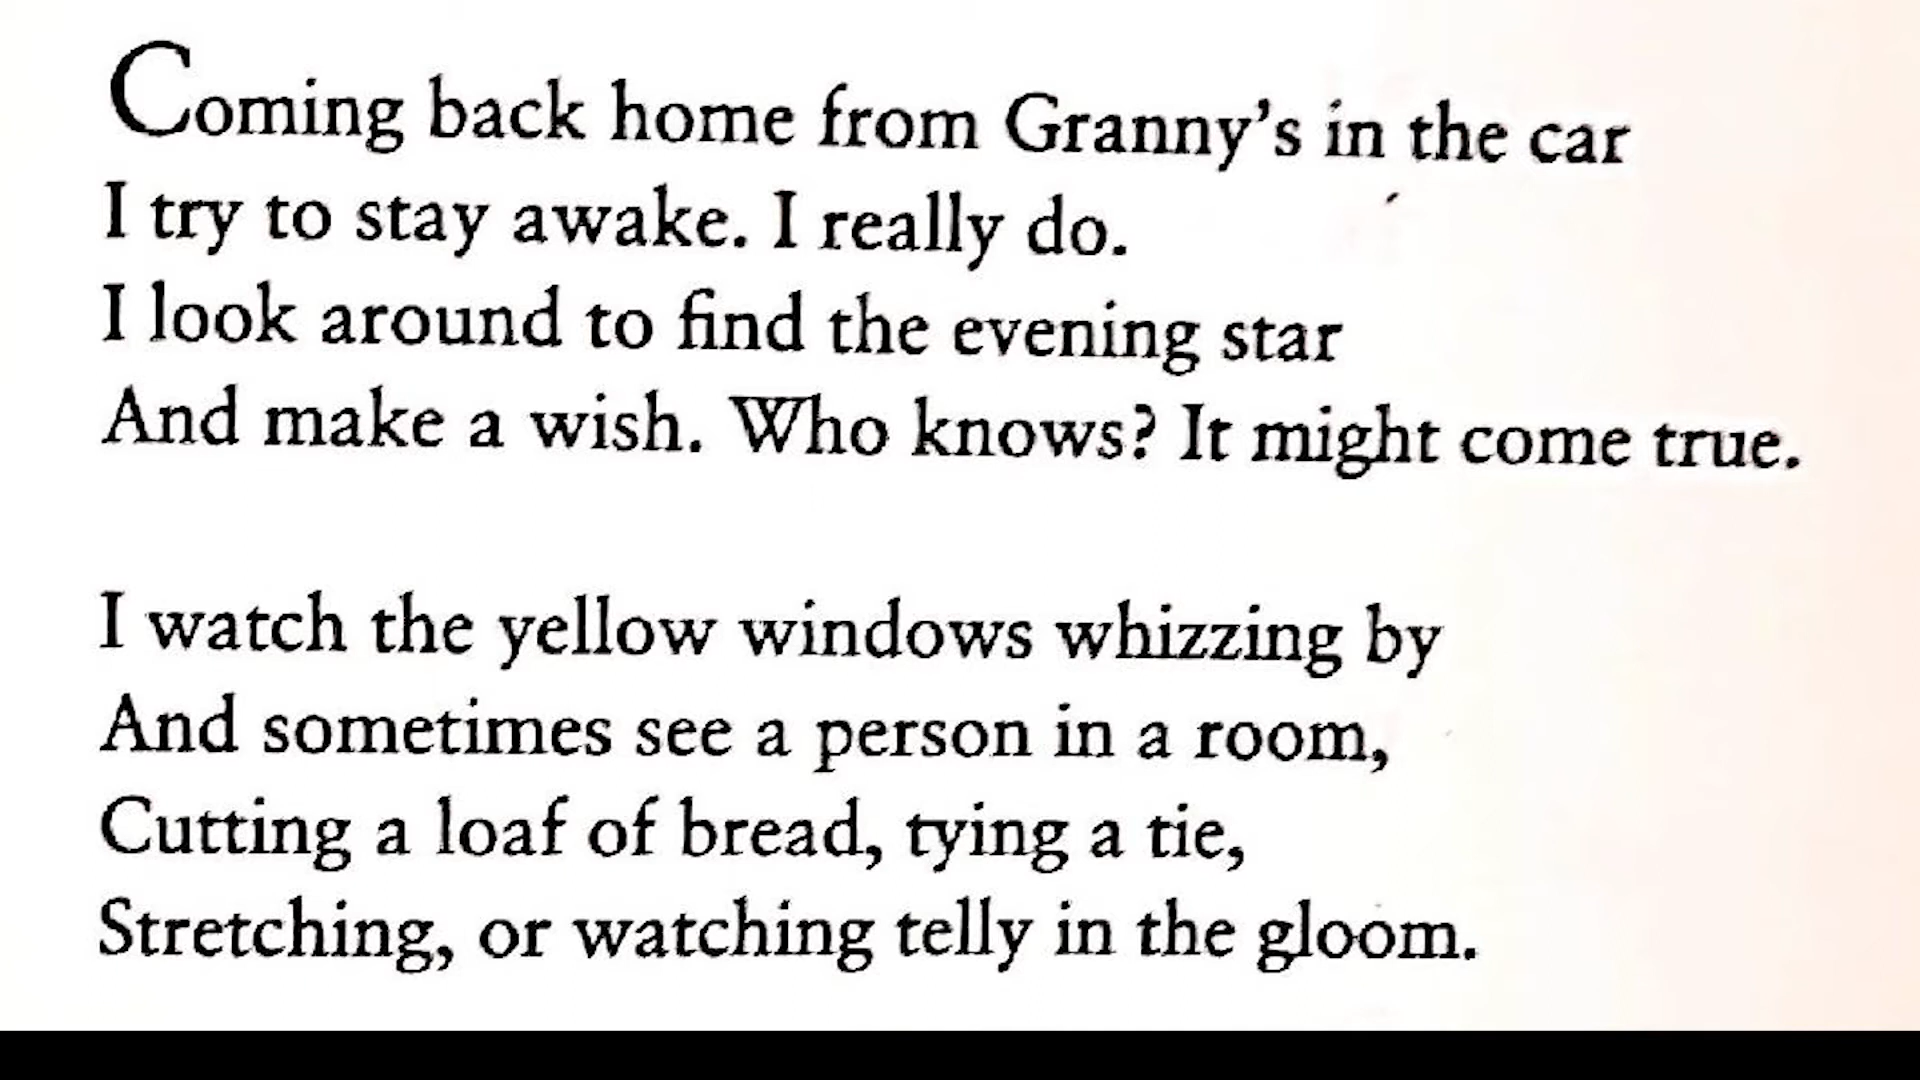 Coming back home from Granny’s in the car
I try to stay awake. I really do.
I look around to find the evening star
And make a wish. Who knows? It might come true.
I watch the yellow windows whizzing by
And sometimes see a person in a room,
Cutting a loaf of bread, tying a tie,
Stretching, or watching telly in the gloom.